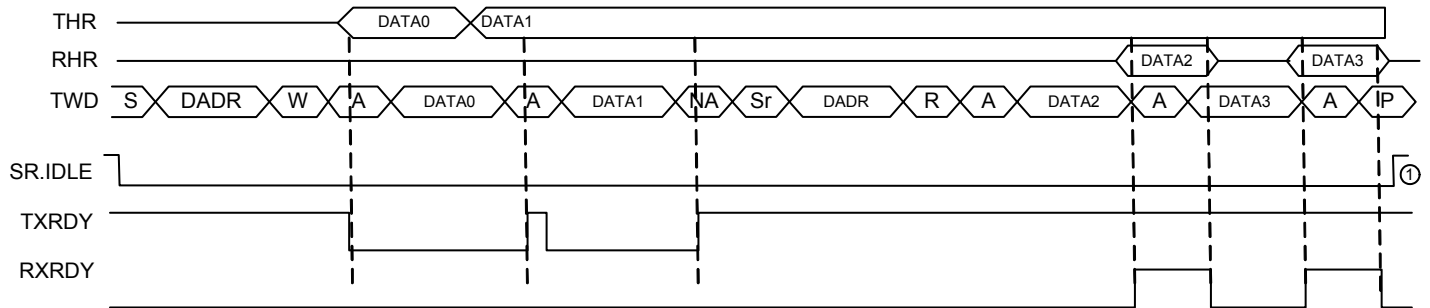 THR DATA0 DATA1
RHR DATA2 DATA3
TWD S DADR W A DATA0 A DATA1 NA Sr DADR R A DATA2 A DATA3 A P
SR.IDLE 1
TXRDY
RXRDY